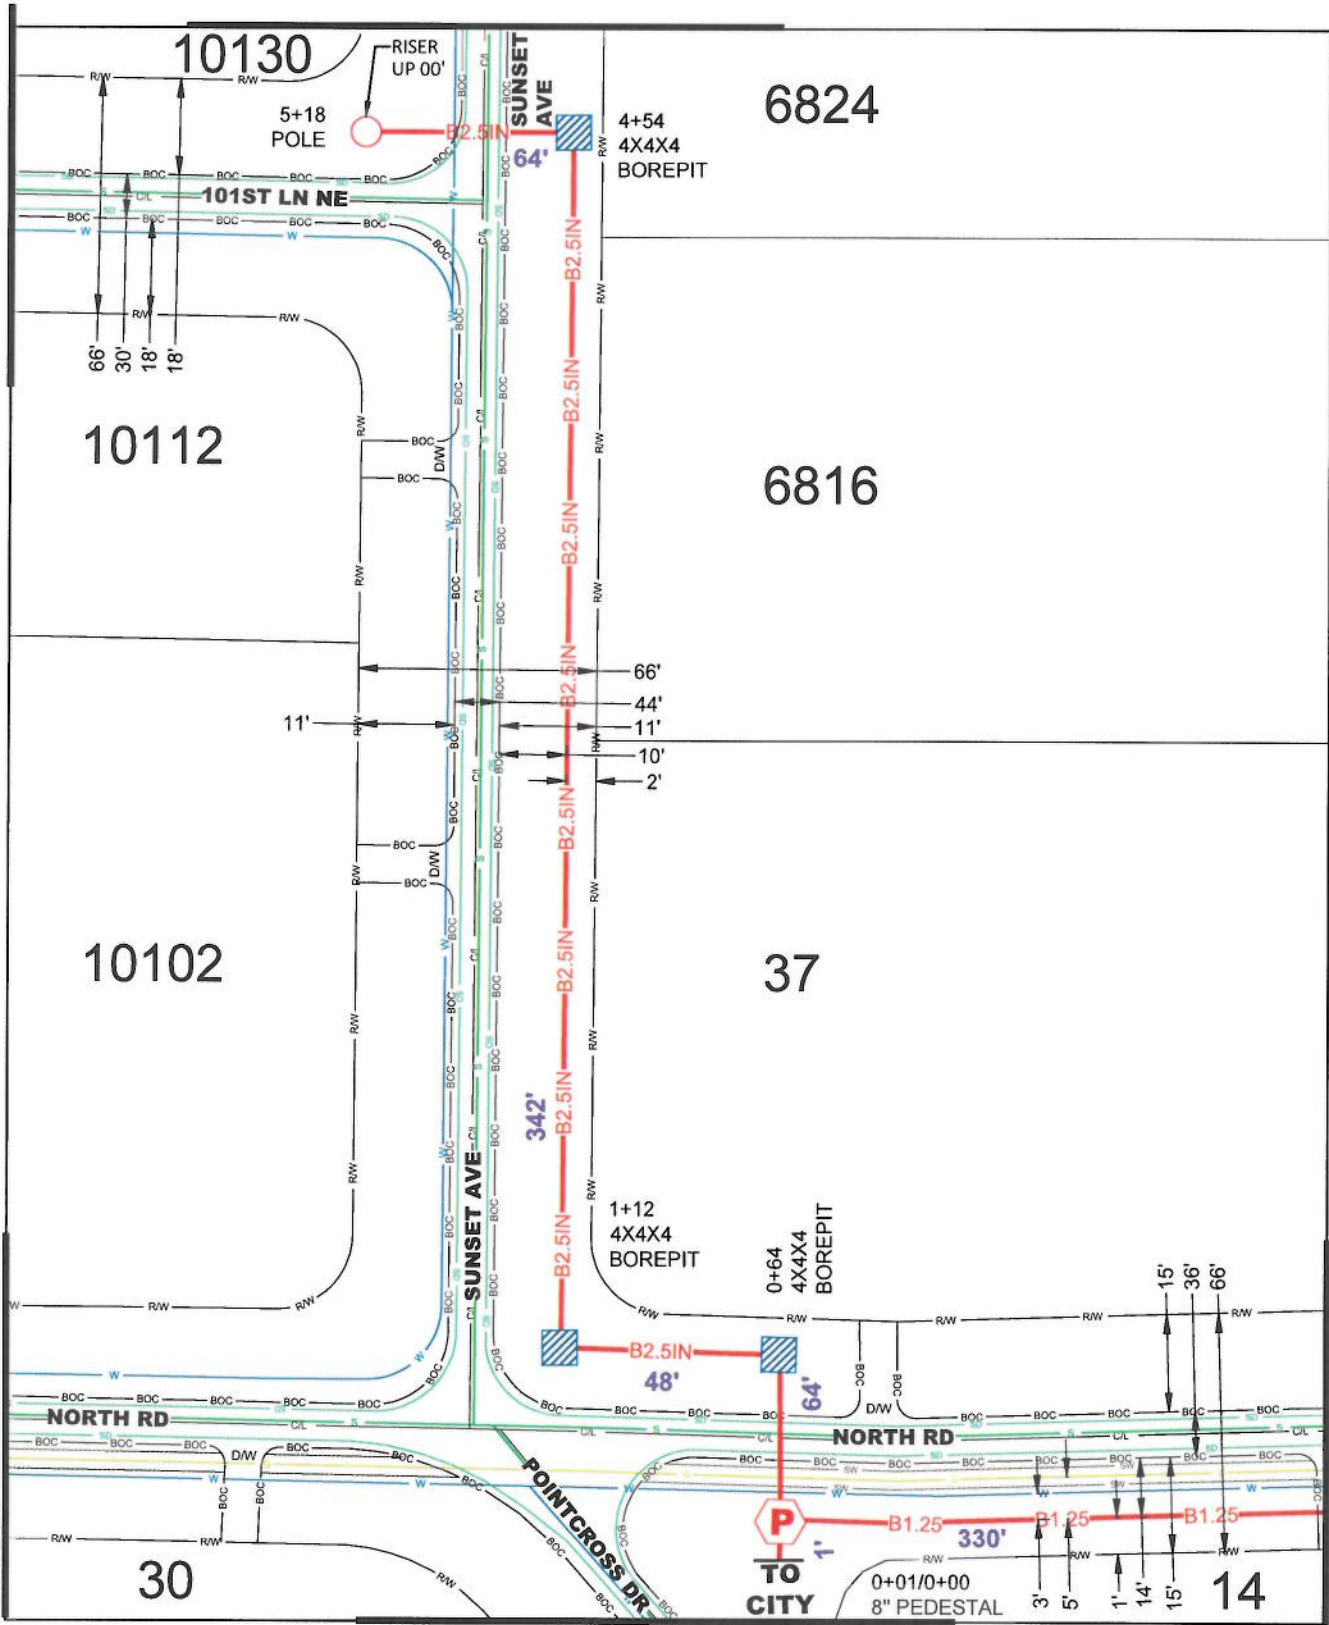 10130
RISER
UP 00'
5+18
POLE
SUNSET
AVE
B2.5IN
64'
4+54
4X4X4
BOREPIT
6824
R/W
BOC
101ST LN NE
C/L
S
SD
W
66'
30'
18'
18'
10112
D/W
6816
B2.5IN
B2.5IN
B2.5IN
B2.5IN
66'
44'
11'
11'
10'
2'
B2.5IN
B2.5IN
B2.5IN
B2.5IN
10102
D/W
37
342'
SUNSET AVE
1+12
4X4X4
BOREPIT
0+64
4X4X4
BOREPIT
15'
36'
66'
B2.5IN
48'
64'
D/W
NORTH RD
NORTH RD
D/W
POINTCROSS DR
SW
G
P
1'
B1.25
B1.25
B1.25
330'
TO
CITY
0+01/0+00
8" PEDESTAL
3'
5'
1'
14'
15'
30
14